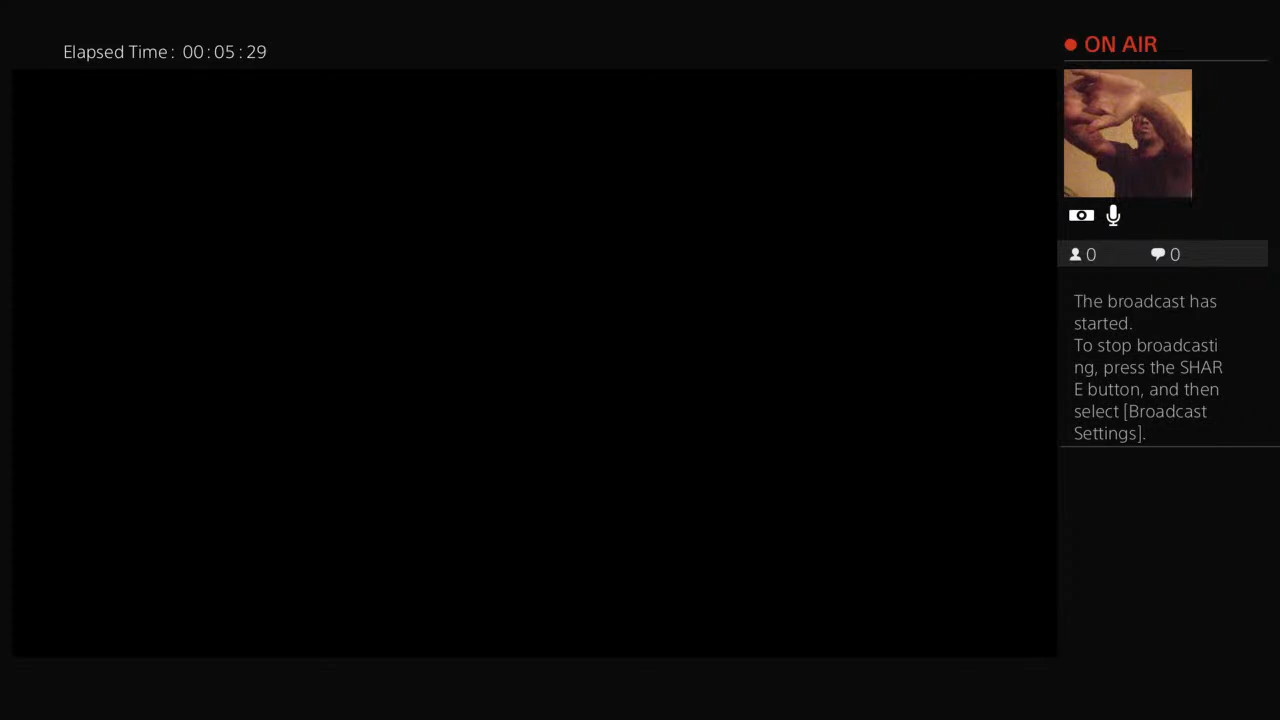 Elapsed Time: 00:05:29
ON AIR
0 0
The broadcast has
started.
To stop broadcasti
ng, press the SHAR
E button, and then
select [Broadcast
Settings].